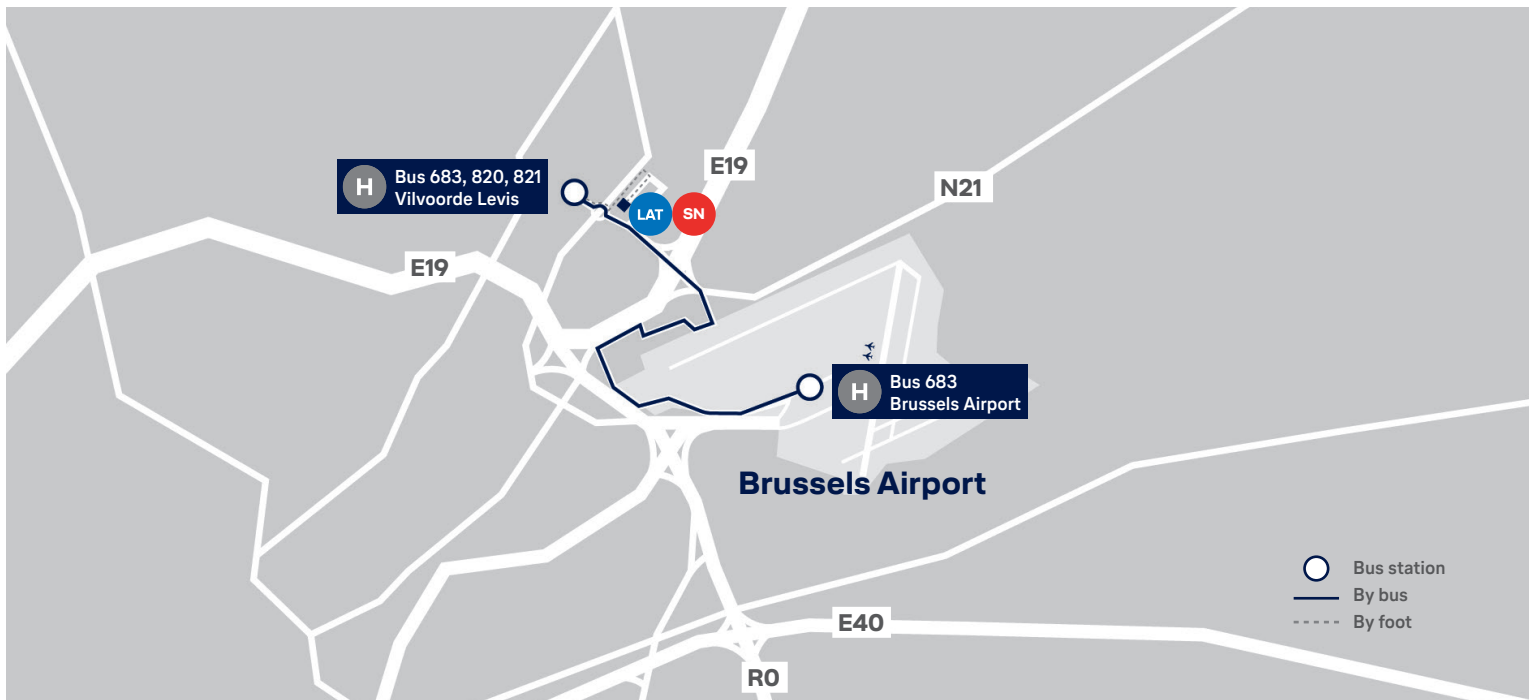 E19
N21
H
Bus 683, 820, 821
Vilvoorde Levis
LAT
SN
E19
H
Bus 683
Brussels Airport
Brussels Airport
Bus station
By bus
By foot
E40
R0